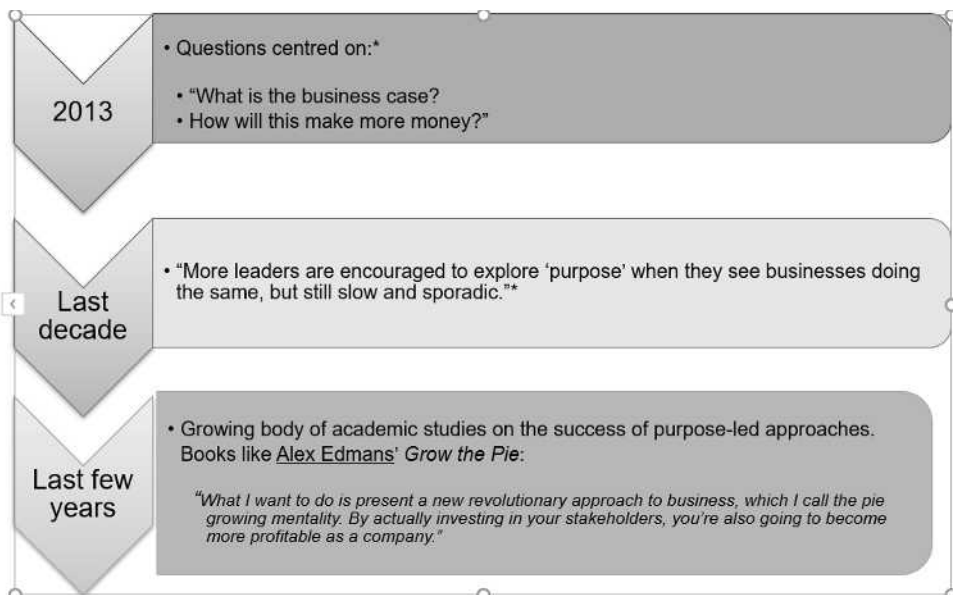 2013
• Questions centred on:*
• “What is the business case?
• How will this make more money?”
Last
decade
• “More leaders are encouraged to explore ‘purpose’ when they see businesses doing
the same, but still slow and sporadic.”*
Last few
years
• Growing body of academic studies on the success of purpose-led approaches.
Books like Alex Edmans’ Grow the Pie:
“What I want to do is present a new revolutionary approach to business, which I call the pie
growing mentality. By actually investing in your stakeholders, you’re also going to become
more profitable as a company.”